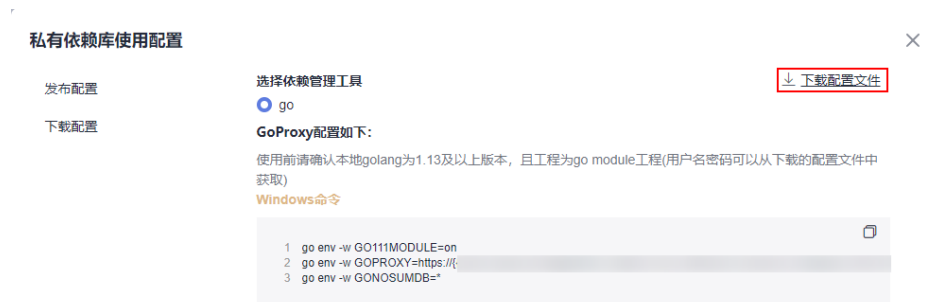 私有依赖库使用配置
发布配置
下载配置
选择依赖管理工具
下载配置文件
go
GoProxy配置如下：
使用前请确认本地golang为1.13及以上版本，且工程为go module工程(用户名密码可以从下载的配置文件中
获取)
Windows命令
1 go env -w GO111MODULE=on
2 go env -w GOPROXY=https://{
3 go env -w GONOSUMDB=*